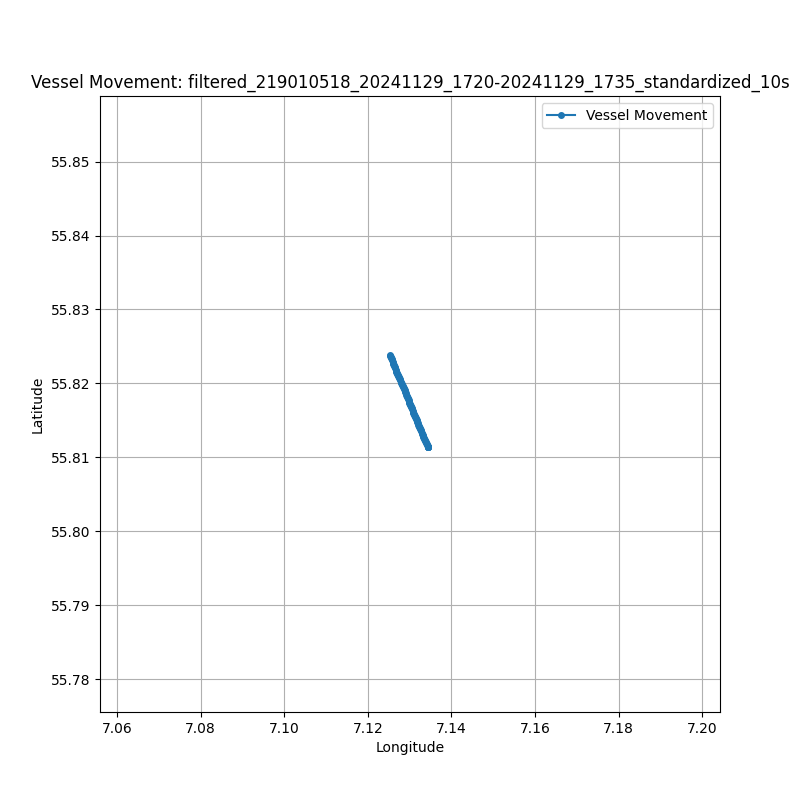 Vessel Movement: filtered_219010518_20241129_1720-20241129_1735_standardized_10s
Vessel Movement
55.85
55.84
55.83
55.82
55.81
55.80
55.79
55.78
Latitude
7.06 7.08 7.10 7.12 7.14 7.16 7.18 7.20
Longitude